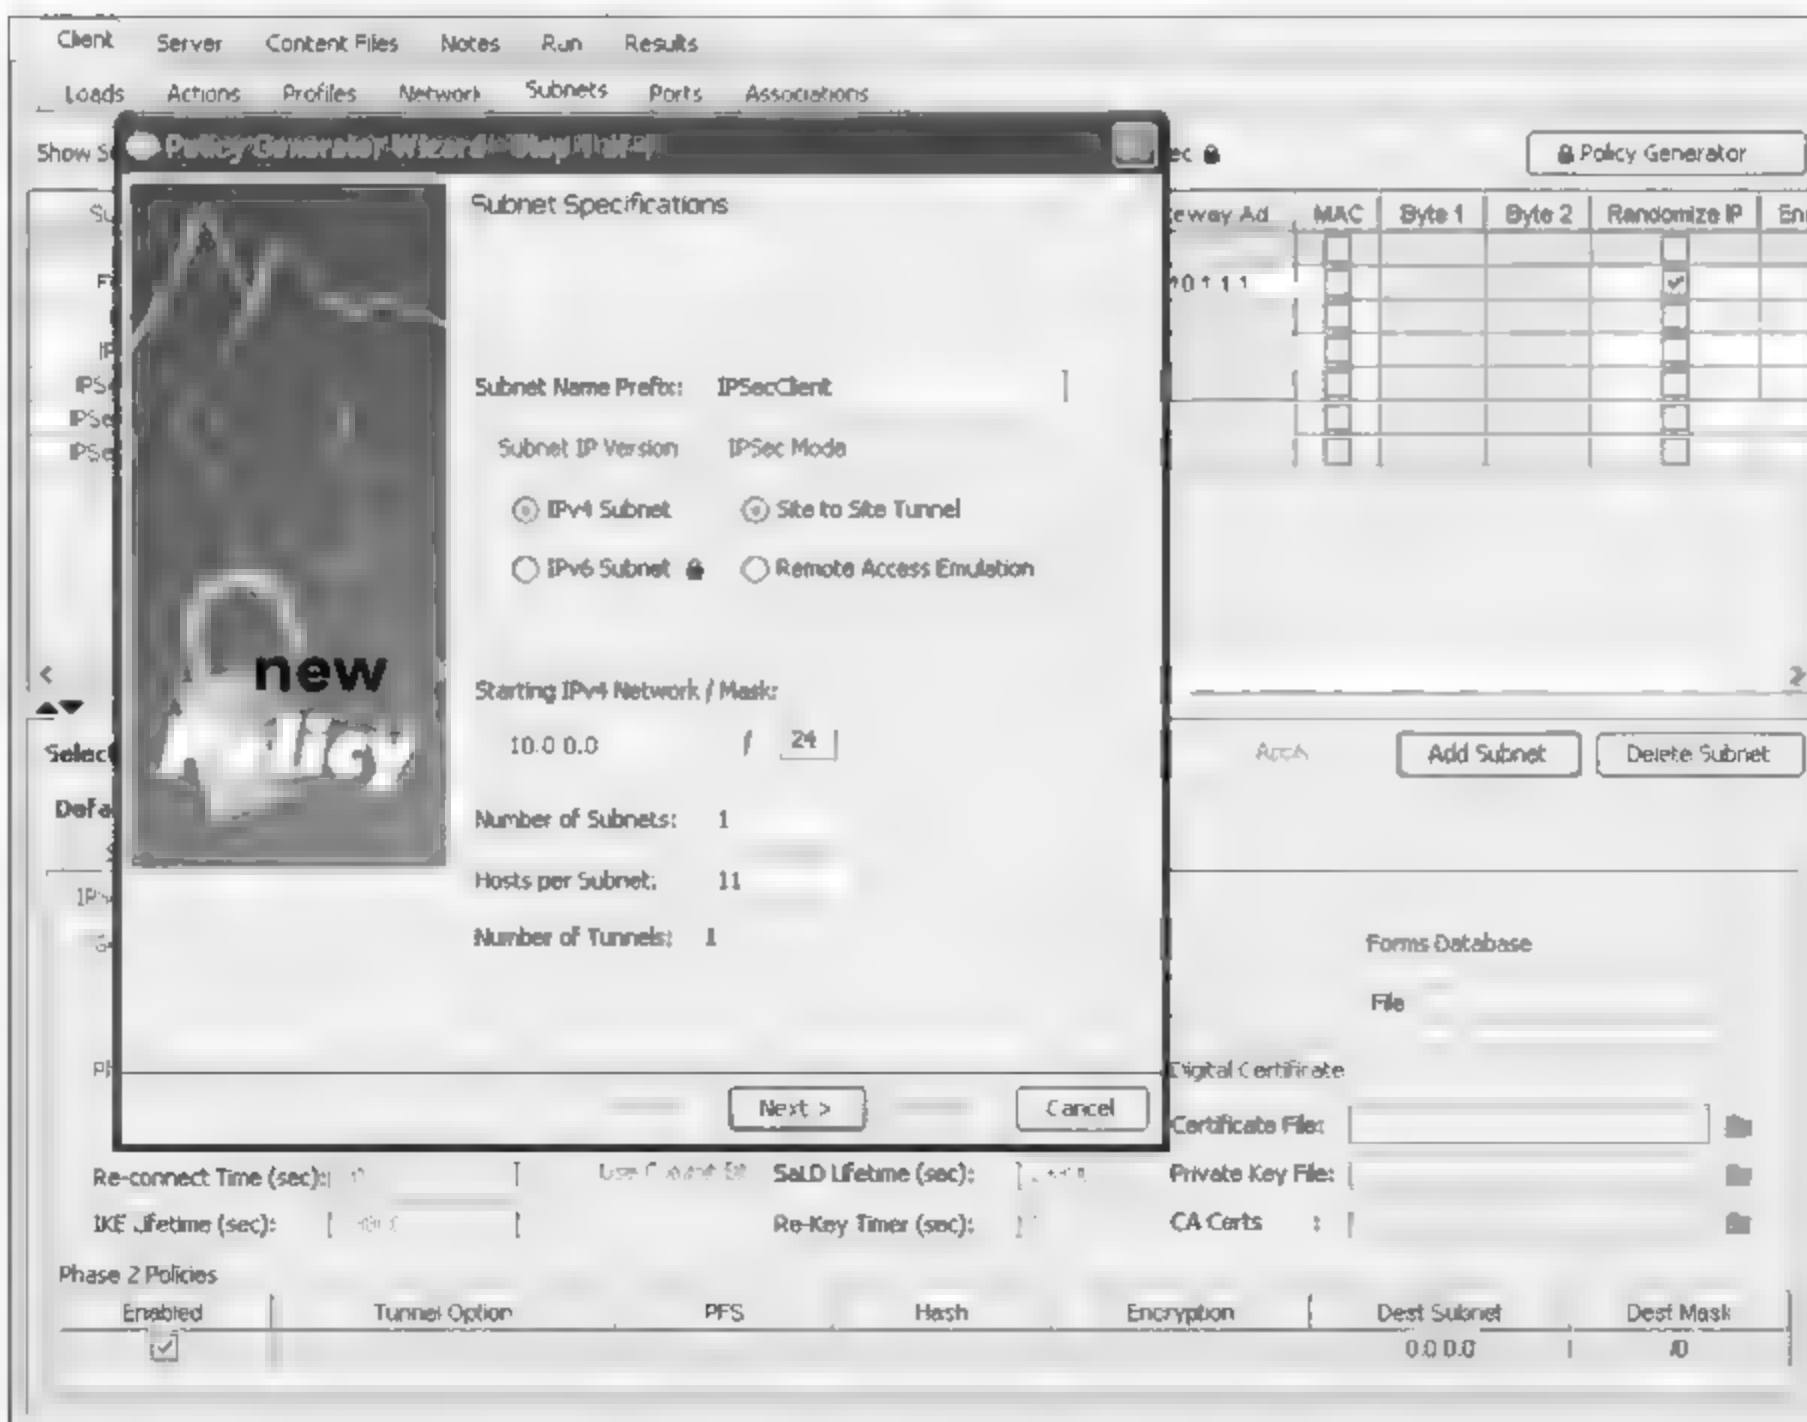 Client Server Content Files Notes Run Results
Loads Actions Profiles Network Subnets Ports Associations
Show
Policy Generator Wizard
Policy Generator
Subnet Specifications
MAC Byte 1 Byte 2 Randomize IP
Subnet Name Prefix: IPSecClient
Subnet IP Version IPSec Mode
IPv4 Subnet Site to Site Tunnel
IPv6 Subnet Remote Access Emulation
new
policy
Starting IPv4 Network / Mask:
10.0.0.0 / 24
Add Subnet Delete Subnet
Number of Subnets: 1
Hosts per Subnet: 11
Number of Tunnels: 1
Forms Database
File
Digital Certificate
Next > Cancel
Certificate File:
Re-connect Time (sec): SaLD Lifetime (sec): Private Key File:
IKE Lifetime (sec): Re-Key Timer (sec): CA Certs :
Phase 2 Policies
Enabled Tunnel Option PFS Hash Encryption Dest Subnet Dest Mask
0.0.0.0 /0